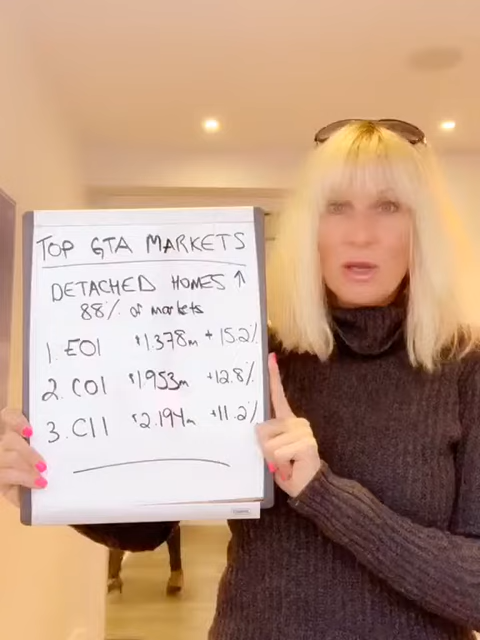 TOP GTA MARKETS
DETACHED HOMES ↑
88% of markets
1. E01 $1.378m +15.2%
2. C01 $1.953m +12.8%
3. C11 $2.194m +11.2%